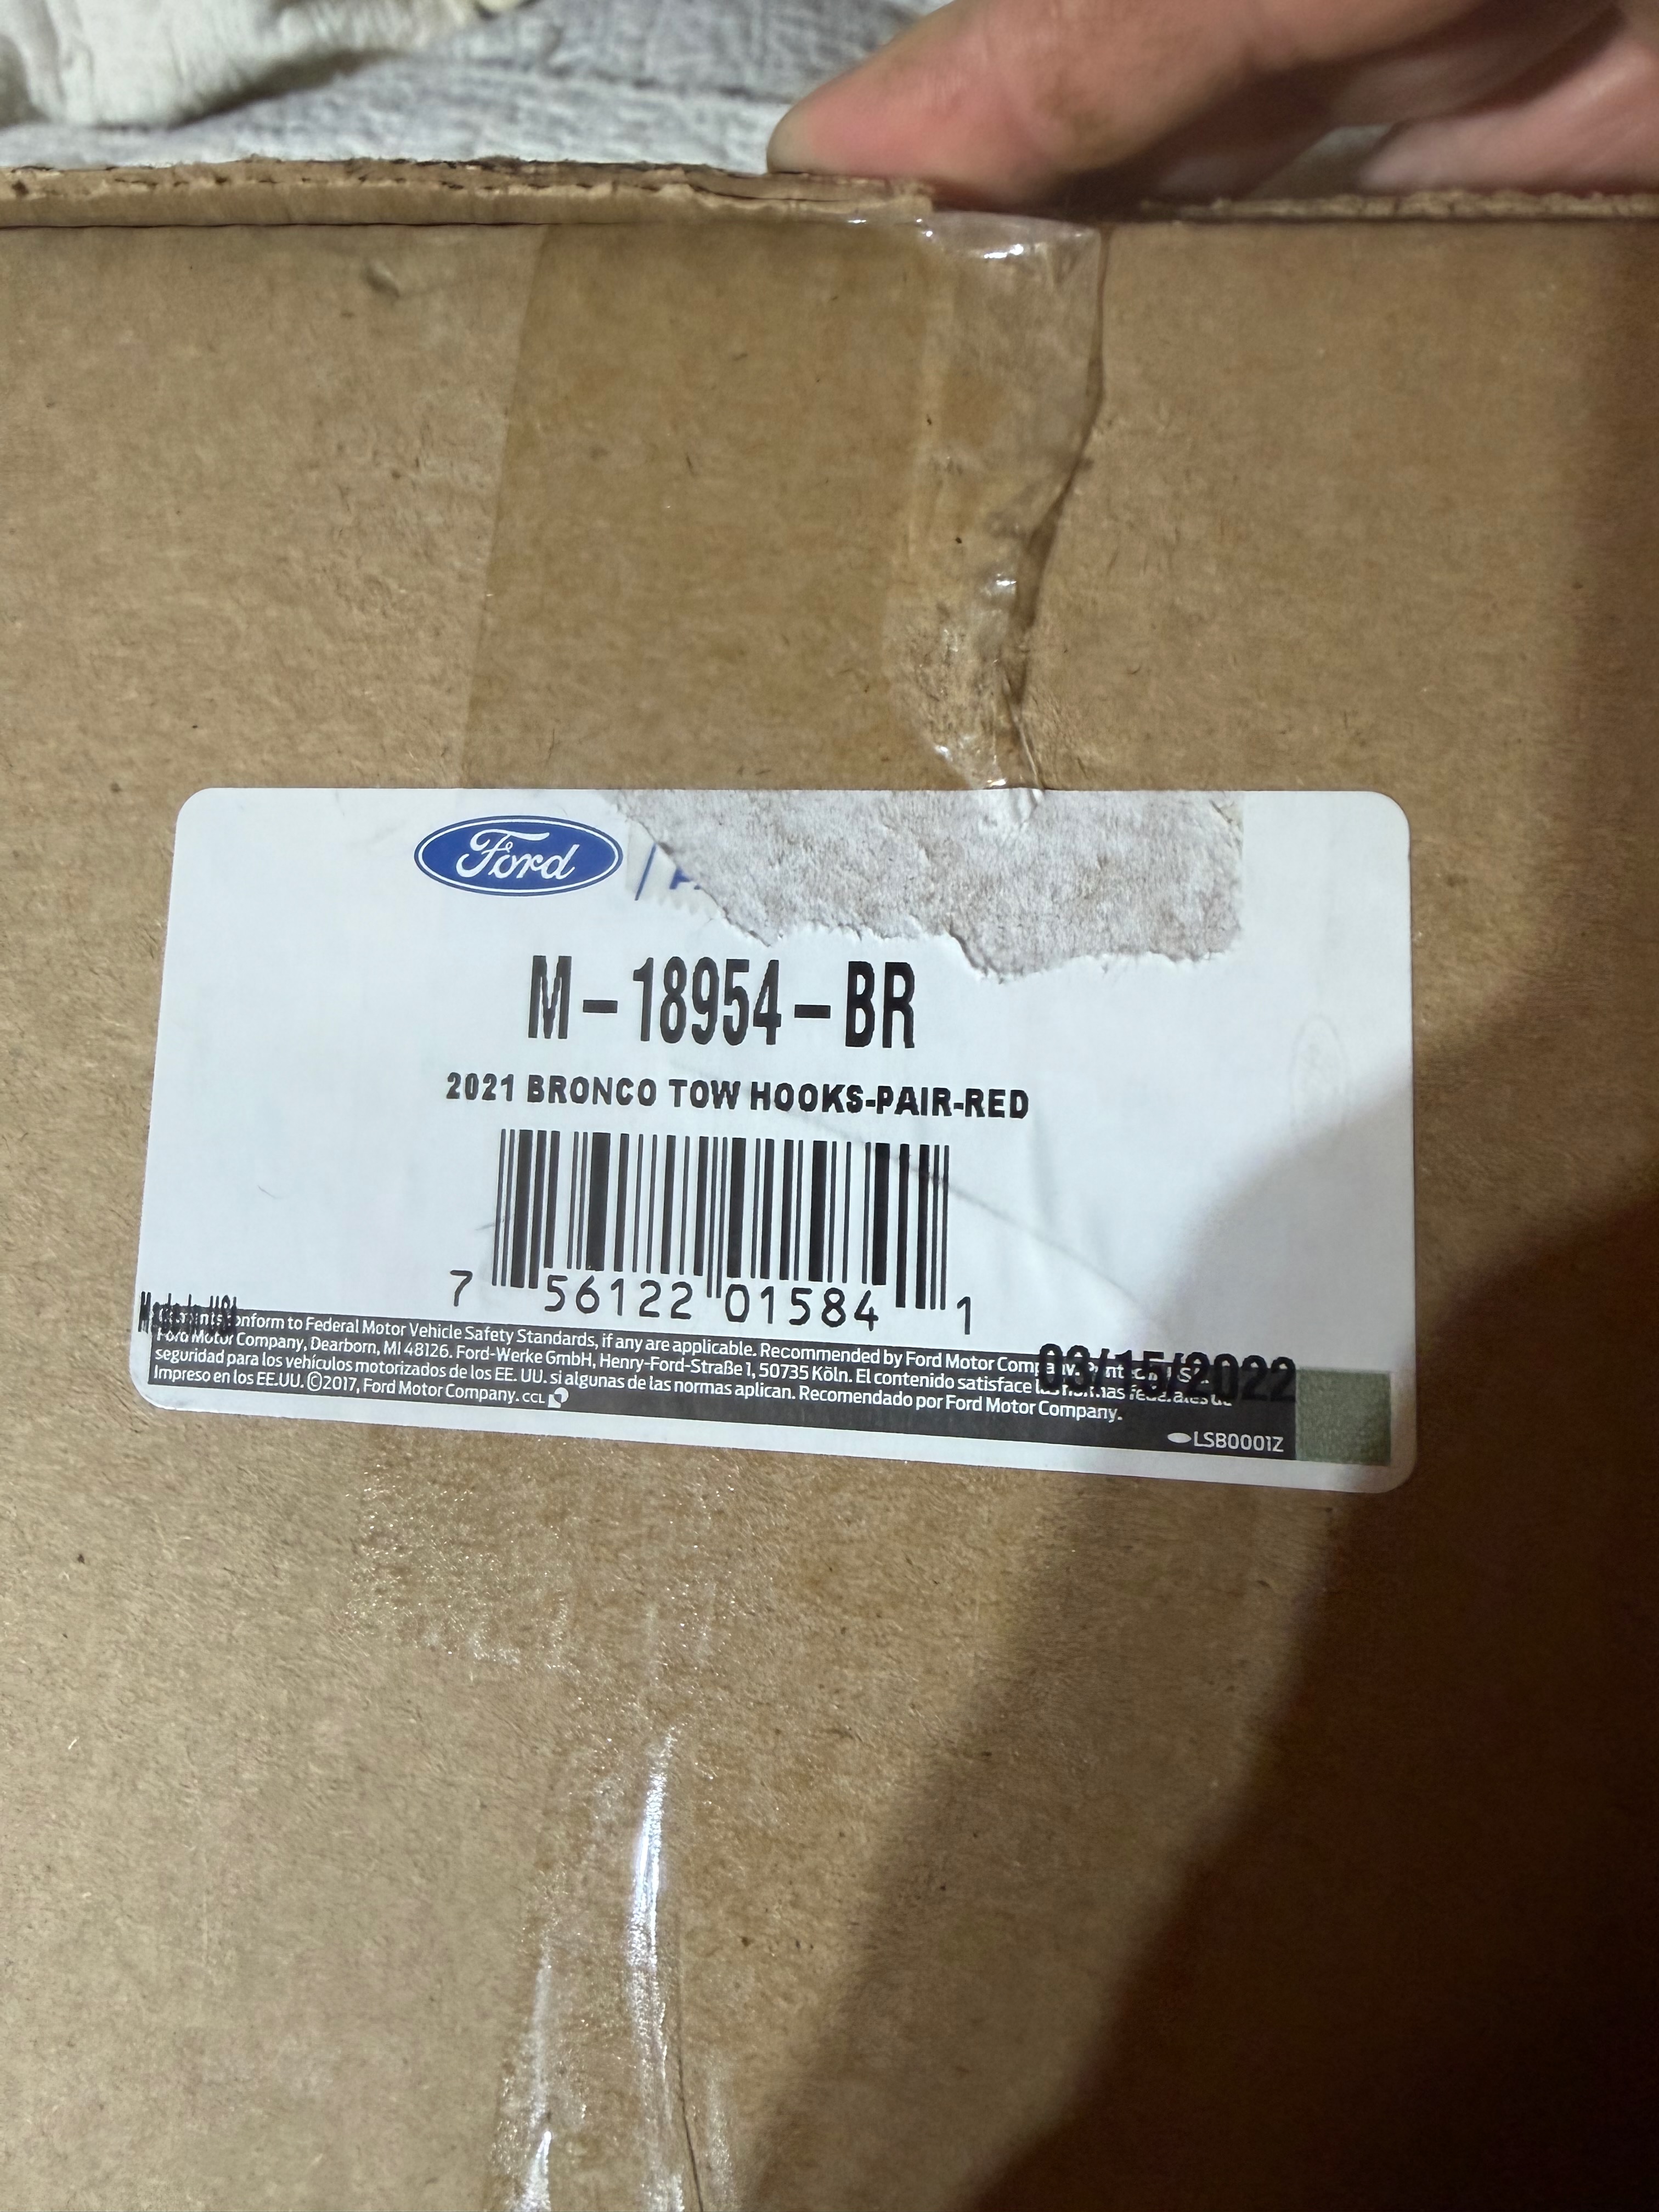 Ford
M-18954-BR
2021 BRONCO TOW HOOKS-PAIR-RED
7 56122 01584 1
Made in
conform to Federal Motor Vehicle Safety Standards, if any are applicable. Recommended by Ford Motor Company.
03/15/2022
Ford Motor Company, Dearborn, MI 48126. Ford-Werke GmbH, Henry-Ford-Straße 1, 50735 Köln. El contenido satisface las normas federales de
seguridad para los vehículos motorizados de los EE. UU. si algunas de las normas aplican. Recomendado por Ford Motor Company.
Impreso en los EE.UU. ©2017, Ford Motor Company. CCL
LSB0001Z